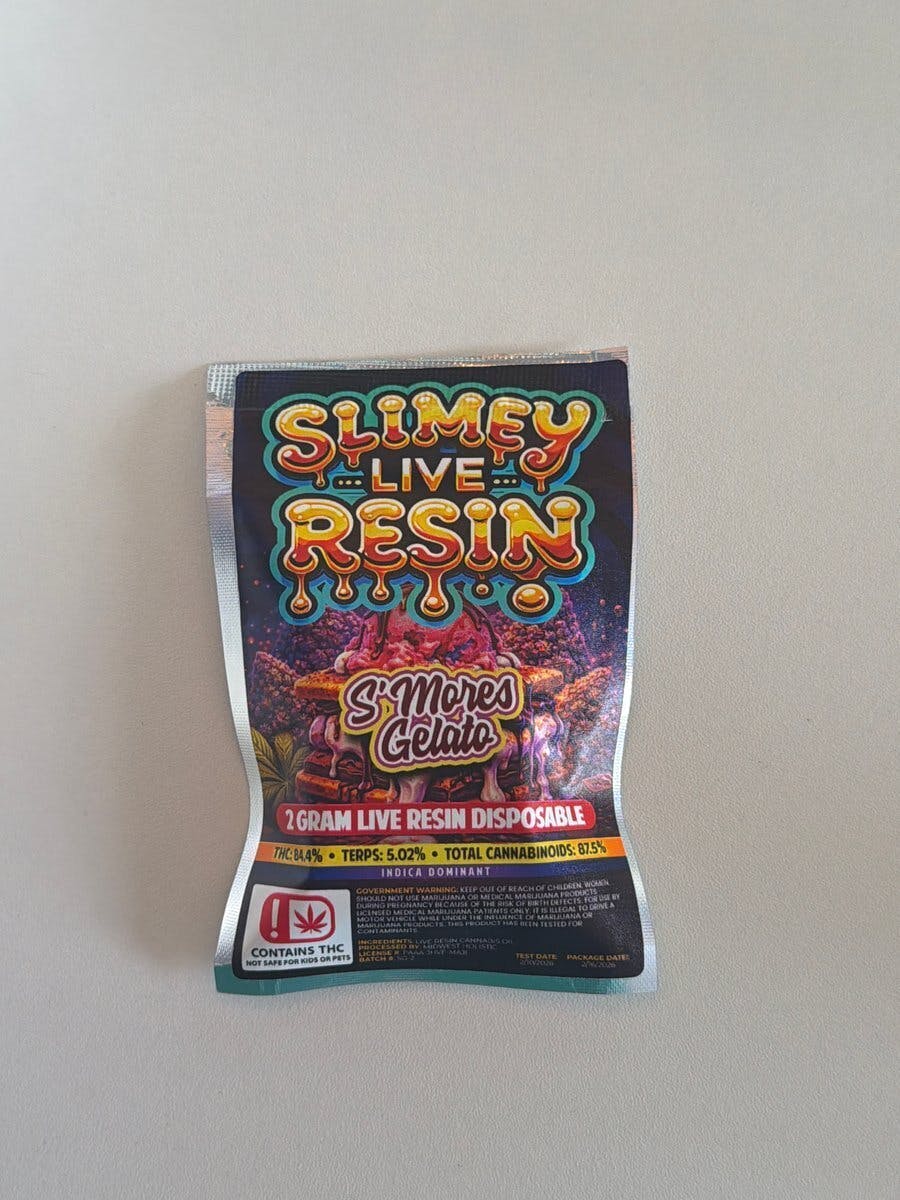 SLIMEY
LIVE
RESIN
S'Mores
Gelato
2 GRAM LIVE RESIN DISPOSABLE
THC: 84.4% • TERPS: 5.02% • TOTAL CANNABINOIDS: 87.5%
INDICA DOMINANT
GOVERNMENT WARNING: KEEP OUT OF REACH OF CHILDREN. WOMEN
SHOULD NOT USE MARIJUANA OR MEDICAL MARIJUANA PRODUCTS
DURING PREGNANCY BECAUSE OF THE RISK OF BIRTH DEFECTS. FOR USE BY
LICENSED MEDICAL MARIJUANA PATIENTS ONLY. IT IS ILLEGAL TO DRIVE A
MOTOR VEHICLE WHILE UNDER THE INFLUENCE OF MARIJUANA OR
MARIJUANA PRODUCTS. THIS PRODUCT HAS BEEN TESTED FOR
CONTAMINANTS.
!
CONTAINS THC
NOT SAFE FOR KIDS OR PETS
INGREDIENTS: LIVE RESIN CANNABIS OIL
PROCESSED BY: MIDWEST HOLISTIC
LICENSE #:
BATCH #:
TEST DATE
PACKAGE DATE:
2/16/2026